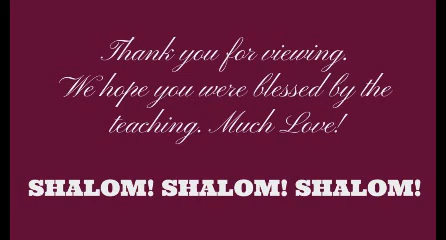 Thank you for viewing.
We hope you were blessed by the
teaching. Much Love!
SHALOM! SHALOM! SHALOM!